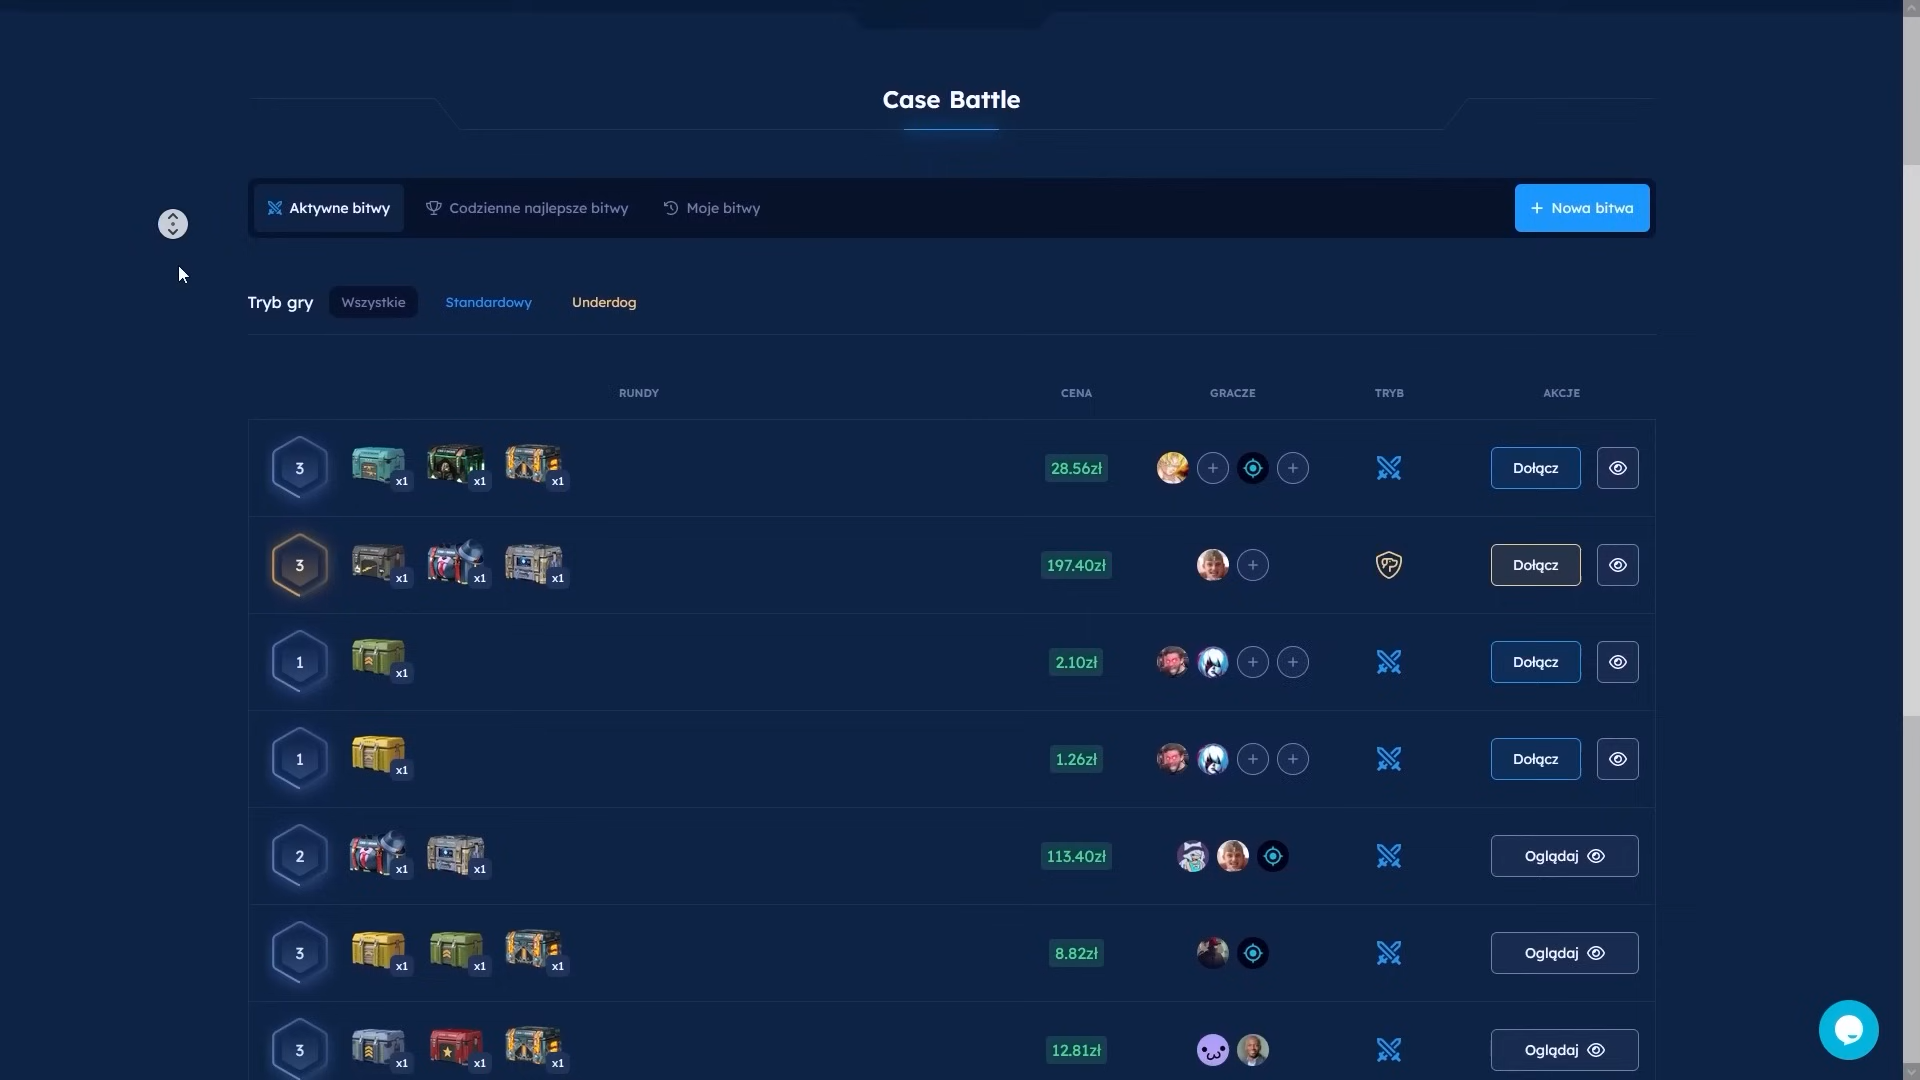 Case Battle
Aktywne bitwy
Codzienne najlepsze bitwy
Moje bitwy
+ Nowa bitwa
Tryb gry
Wszystkie
Standardowy
Underdog
RUNDY
CENA
GRACZE
TRYB
AKCJE
3 x1 x1 x1 28.56zł + + Dołącz
3 x1 x1 x1 197.40zł + Dołącz
1 x1 2.10zł + + Dołącz
1 x1 1.26zł + + Dołącz
2 x1 x1 113.40zł Oglądaj
3 x1 x1 x1 8.82zł Oglądaj
3 x1 x1 x1 12.81zł Oglądaj